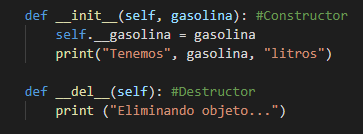 def __init__(self, gasolina): #Constructor
    self.__gasolina = gasolina
    print("Tenemos", gasolina, "litros")
def __del__(self): #Destructor
    print ("Eliminando objeto...")